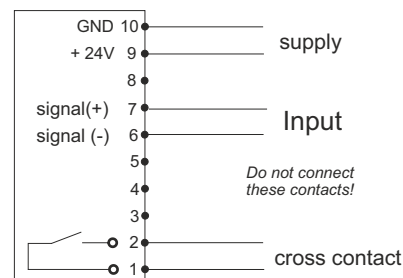 GND 10
supply
+ 24V 9
8
signal(+) 7
Input
signal (-) 6
5
Do not connect
these contacts!
4
3
2
cross contact
1